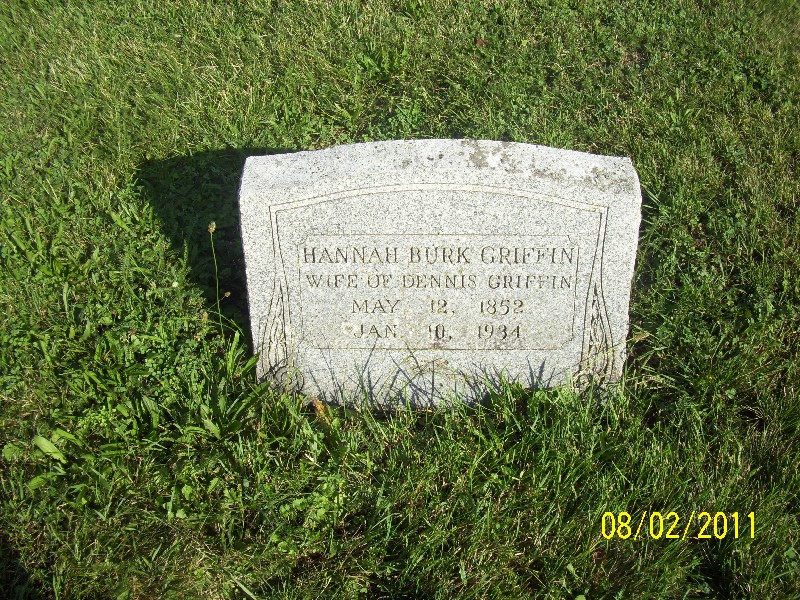 HANNAH BURK GRIFFIN
WIFE OF DENNIS GRIFFIN
MAY 12, 1852
JAN 10, 1934
08/02/2011